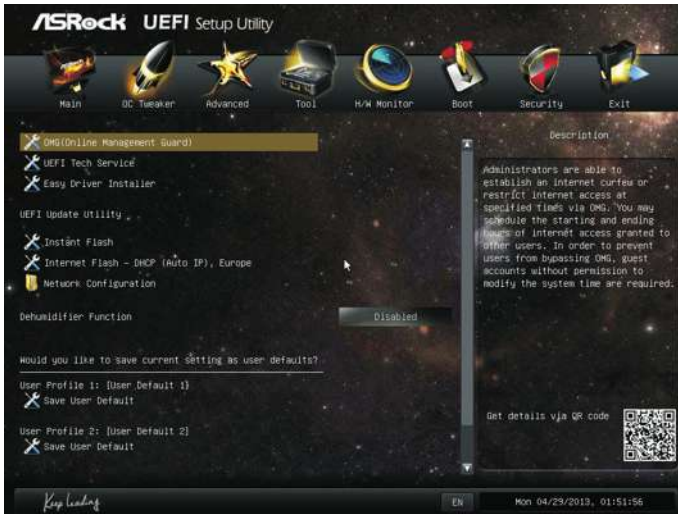 ASRock UEFI Setup Utility
Main
OC Tweaker
Advanced
Tool
H/W Monitor
Boot
Security
Exit
OMG(Online Management Guard)
UEFI Tech Service
Easy Driver Installer
UEFI Update Utility
Instant Flash
Internet Flash - DHCP (Auto IP), Europe
Network Configuration
Dehumidifier Function
Disabled
Would you like to save current setting as user defaults?
User Profile 1: [User Default 1]
Save User Default
User Profile 2: [User Default 2]
Save User Default
Description
Administrators are able to
establish an internet curfew or
restrict internet access at
specified times via OMG. You may
schedule the starting and ending
hours of internet access granted to
other users. In order to prevent
users from bypassing OMG, guest
accounts without permission to
modify the system time are required.
Get details via QR code
Keep Leading
EN
Mon 04/29/2013, 01:51:56